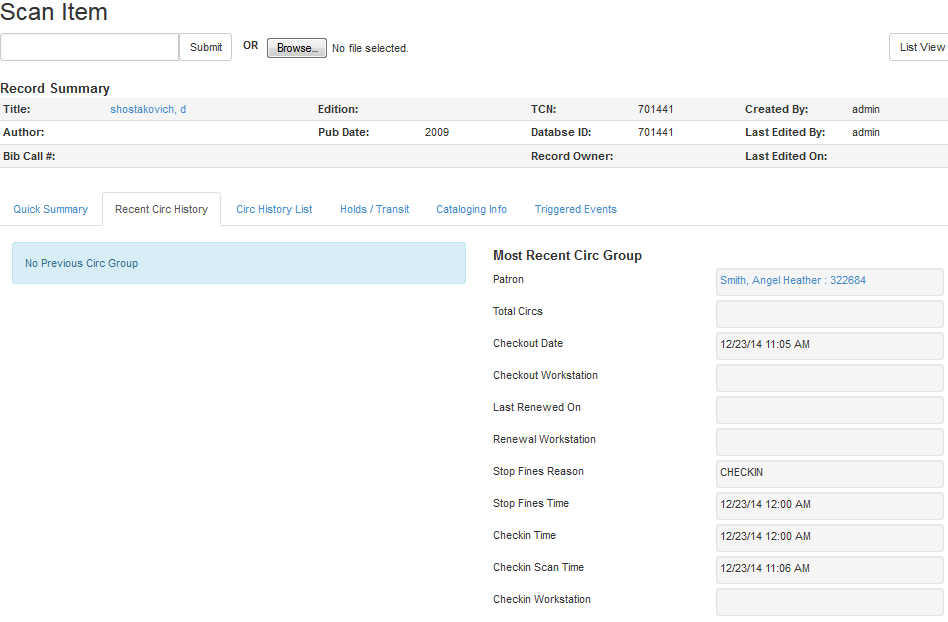 Scan Item
Submit OR Browse... No file selected. List View
Record Summary
Title: shostakovich, d Edition: TCN: 701441 Created By: admin
Author: Pub Date: 2009 Databse ID: 701441 Last Edited By: admin
Bib Call #: Record Owner: Last Edited On:
Quick Summary Recent Circ History Circ History List Holds / Transit Cataloging Info Triggered Events
No Previous Circ Group
Most Recent Circ Group
Patron Smith, Angel Heather : 322684
Total Circs
Checkout Date 12/23/14 11:05 AM
Checkout Workstation
Last Renewed On
Renewal Workstation
Stop Fines Reason CHECKIN
Stop Fines Time 12/23/14 12:00 AM
Checkin Time 12/23/14 12:00 AM
Checkin Scan Time 12/23/14 11:06 AM
Checkin Workstation